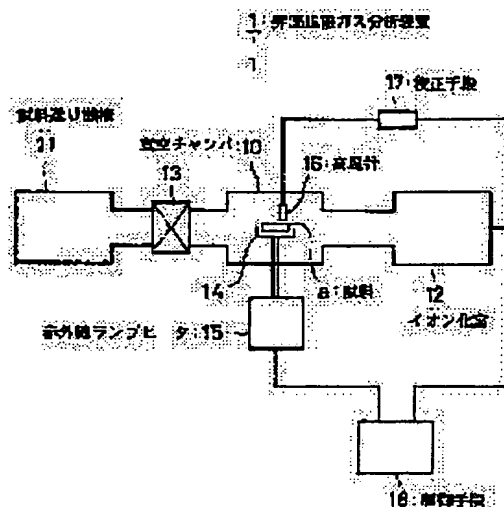 1:昇温脱離ガス分析装置
17:校正手段
試料送り機構
11
真空チャンバ:10
13
16:高温計
14
8:試料
12
イオン化室
赤外線ランプヒータ:15
18:制御手段